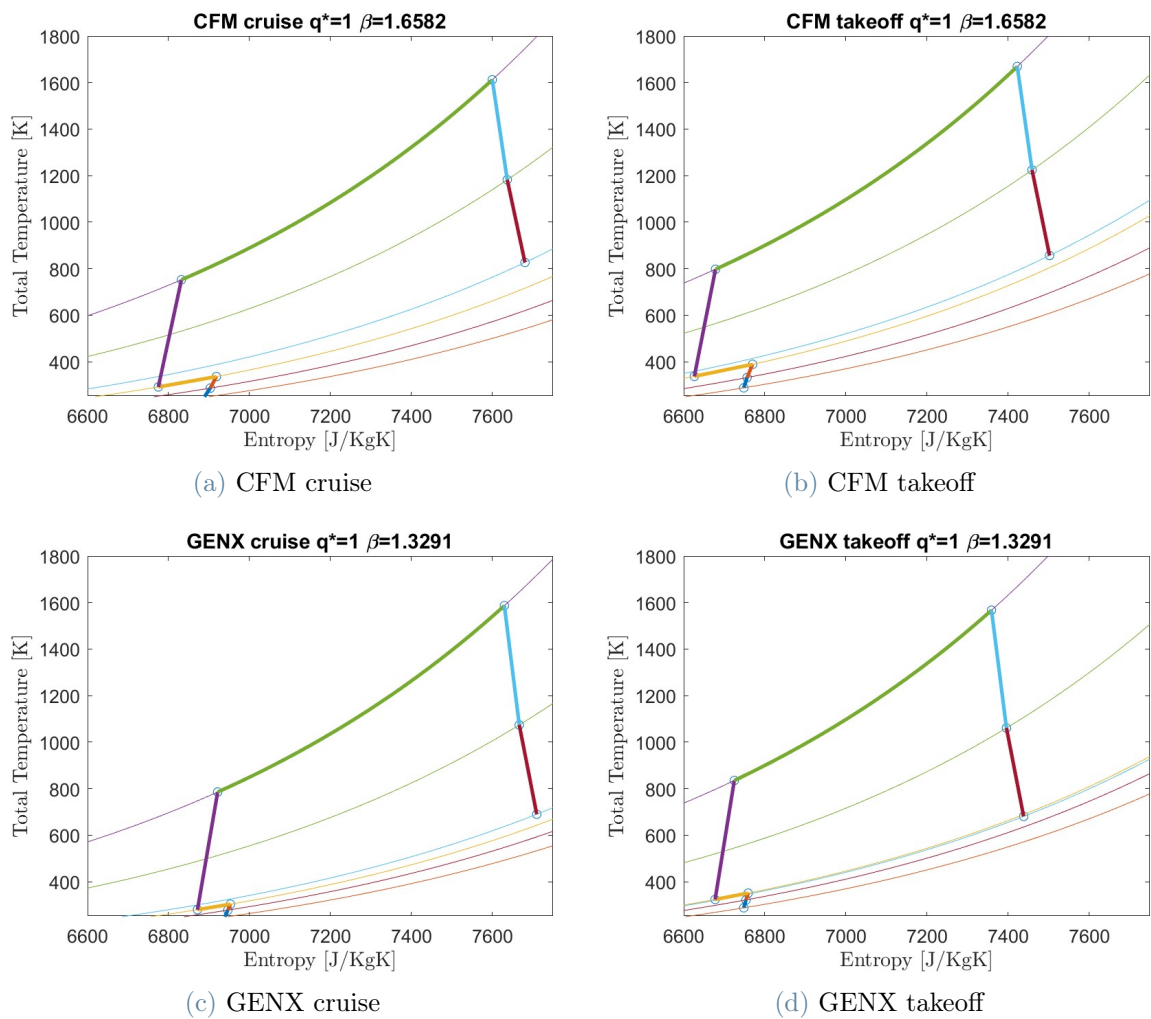 CFM cruise q*=1 β=1.6582
1800
1600
1400
1200
1000
800
600
400
Total Temperature [K]
6600 6800 7000 7200 7400 7600
Entropy [J/KgK]
(a) CFM cruise
CFM takeoff q*=1 β=1.6582
1800
1600
1400
1200
1000
800
600
400
Total Temperature [K]
6600 6800 7000 7200 7400 7600
Entropy [J/KgK]
(b) CFM takeoff
GENX cruise q*=1 β=1.3291
1800
1600
1400
1200
1000
800
600
400
Total Temperature [K]
6600 6800 7000 7200 7400 7600
Entropy [J/KgK]
(c) GENX cruise
GENX takeoff q*=1 β=1.3291
1800
1600
1400
1200
1000
800
600
400
Total Temperature [K]
6600 6800 7000 7200 7400 7600
Entropy [J/KgK]
(d) GENX takeoff